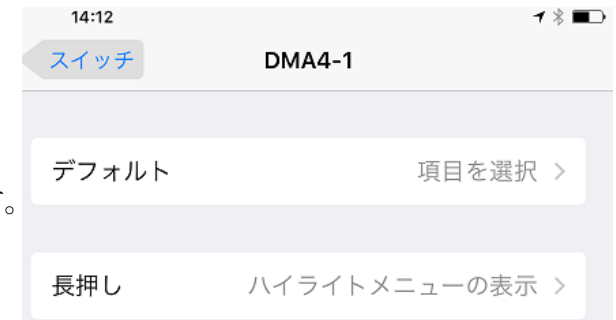 14:12
スイッチ
DMA4-1
デフォルト
項目を選択
。
長押し
ハイライトメニューの表示